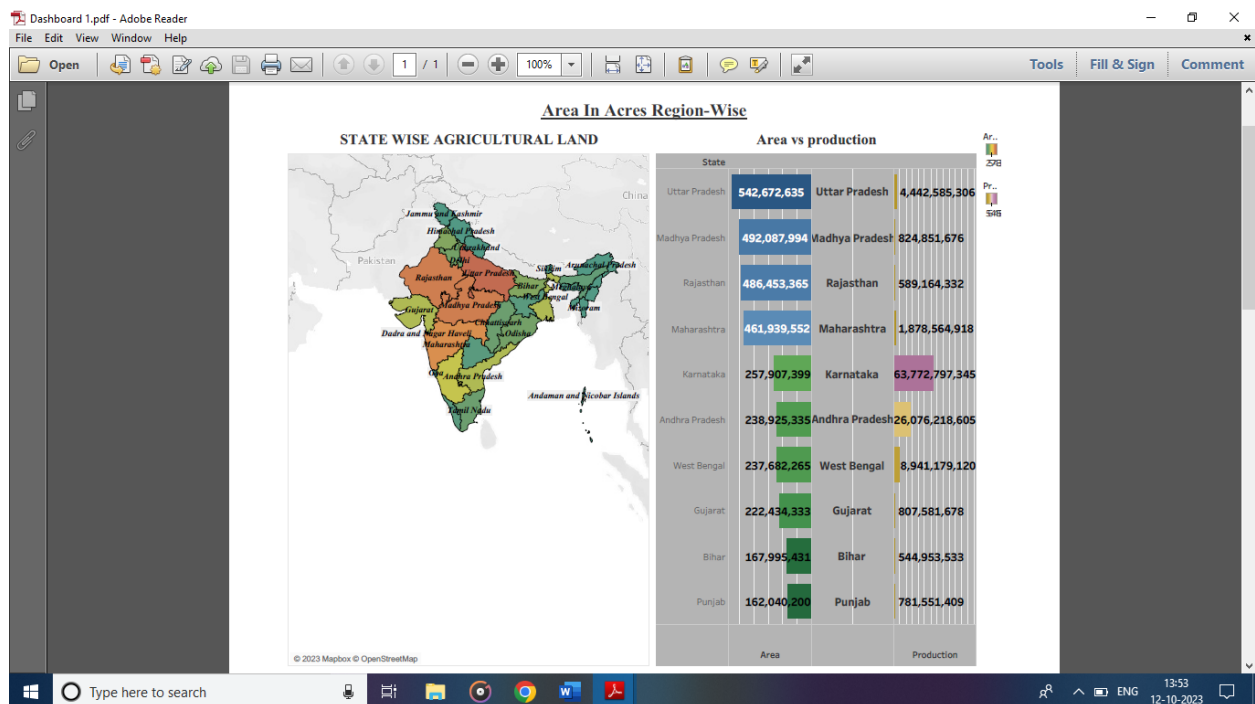 Dashboard 1.pdf - Adobe Reader
File Edit View Window Help
Open 1 / 1 100% Tools Fill & Sign Comment
Area In Acres Region-Wise
STATE WISE AGRICULTURAL LAND
Area vs production
China
Pakistan
Jammu and Kashmir
Himachal Pradesh
Uttarakhand
Delhi
Rajasthan
Uttar Pradesh
Sikkim
Arunachal Pradesh
Bihar
Meghalaya
West Bengal
Mizoram
Gujarat
Madhya Pradesh
Chhattisgarh
Dadra and Nagar Haveli
Odisha
Maharashtra
Goa
Andhra Pradesh
Andaman and Nicobar Islands
Tamil Nadu
© 2023 Mapbox © OpenStreetMap
State
Uttar Pradesh 542,672,635 Uttar Pradesh 4,442,585,306
Madhya Pradesh 492,087,994 Madhya Pradesh 824,851,676
Rajasthan 486,453,365 Rajasthan 589,164,332
Maharashtra 461,939,552 Maharashtra 1,878,564,918
Karnataka 257,907,399 Karnataka 63,772,797,345
Andhra Pradesh 238,925,335 Andhra Pradesh 26,076,218,605
West Bengal 237,682,265 West Bengal 8,941,179,120
Gujarat 222,434,333 Gujarat 807,581,678
Bihar 167,995,431 Bihar 544,953,533
Punjab 162,040,200 Punjab 781,551,409
Area Production
Ar..
Pr..
Type here to search
ENG
13:53
12-10-2023